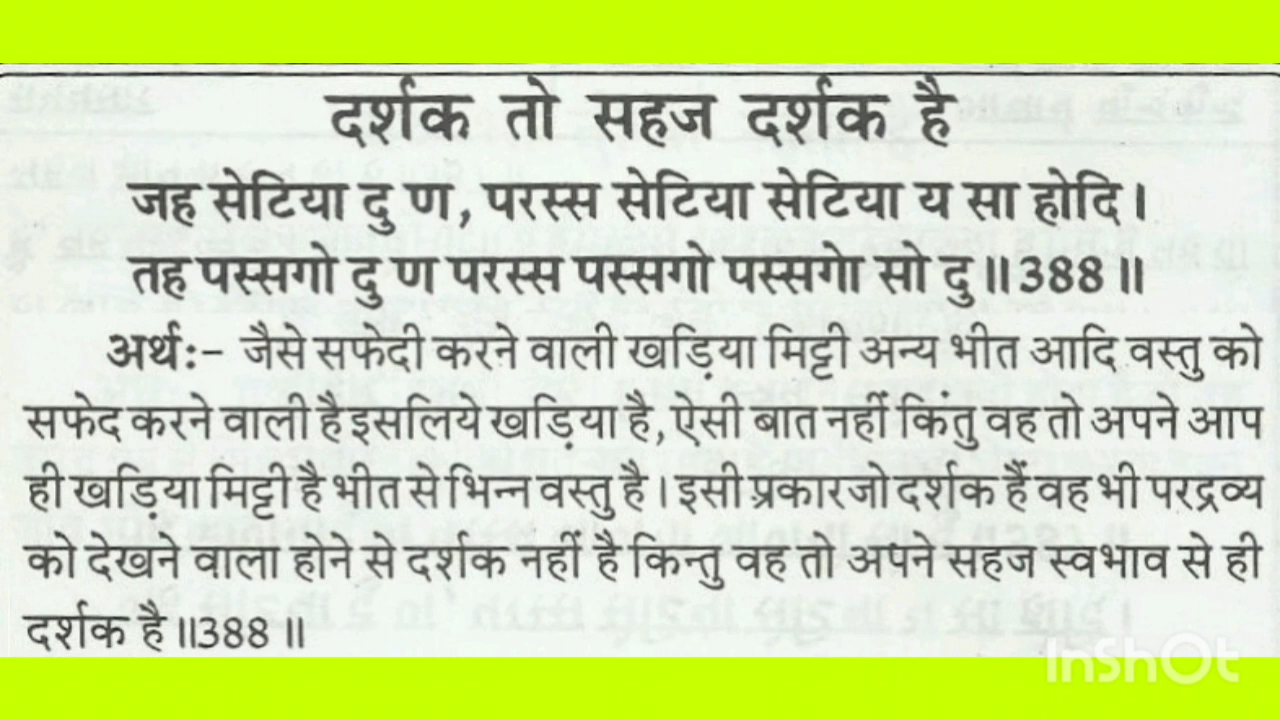 दर्शक तो सहज दर्शक है
जह सेटिया दु ण, परस्स सेटिया सेटिया य सा होदि।
तह पस्सगो दु ण परस्स पस्सगो पस्सगो सो दु॥388॥
अर्थः- जैसे सफेदी करने वाली खड़िया मिट्टी अन्य भीत आदि वस्तु को
सफेद करने वाली है इसलिये खड़िया है, ऐसी बात नहीं किंतु वह तो अपने आप
ही खड़िया मिट्टी है भीत से भिन्न वस्तु है। इसी प्रकार जो दर्शक हैं वह भी परद्रव्य
को देखने वाला होने से दर्शक नहीं है किन्तु वह तो अपने सहज स्वभाव से ही
दर्शक है॥388॥
InShOt